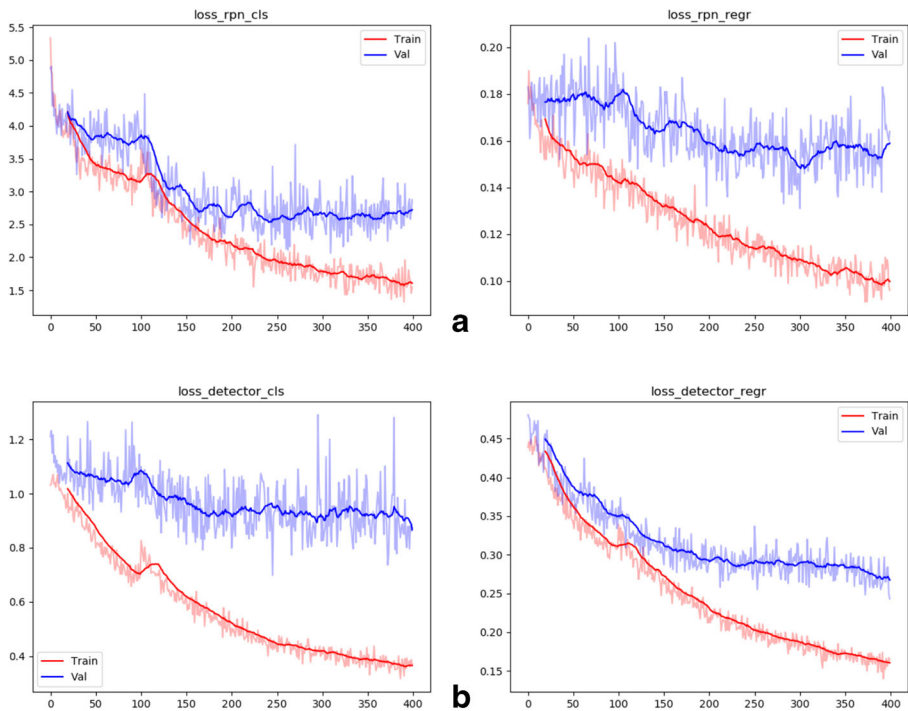 loss_rpn_cls
5.5
5.0
4.5
4.0
3.5
3.0
2.5
2.0
1.5
Train
Val
0 50 100 150 200 250 300 350 400
loss_rpn_regr
0.20
0.18
0.16
0.14
0.12
0.10
Train
Val
0 50 100 150 200 250 300 350 400
a
loss_detector_cls
1.2
1.0
0.8
0.6
0.4
Train
Val
0 50 100 150 200 250 300 350 400
loss_detector_regr
0.45
0.40
0.35
0.30
0.25
0.20
0.15
Train
Val
0 50 100 150 200 250 300 350 400
b